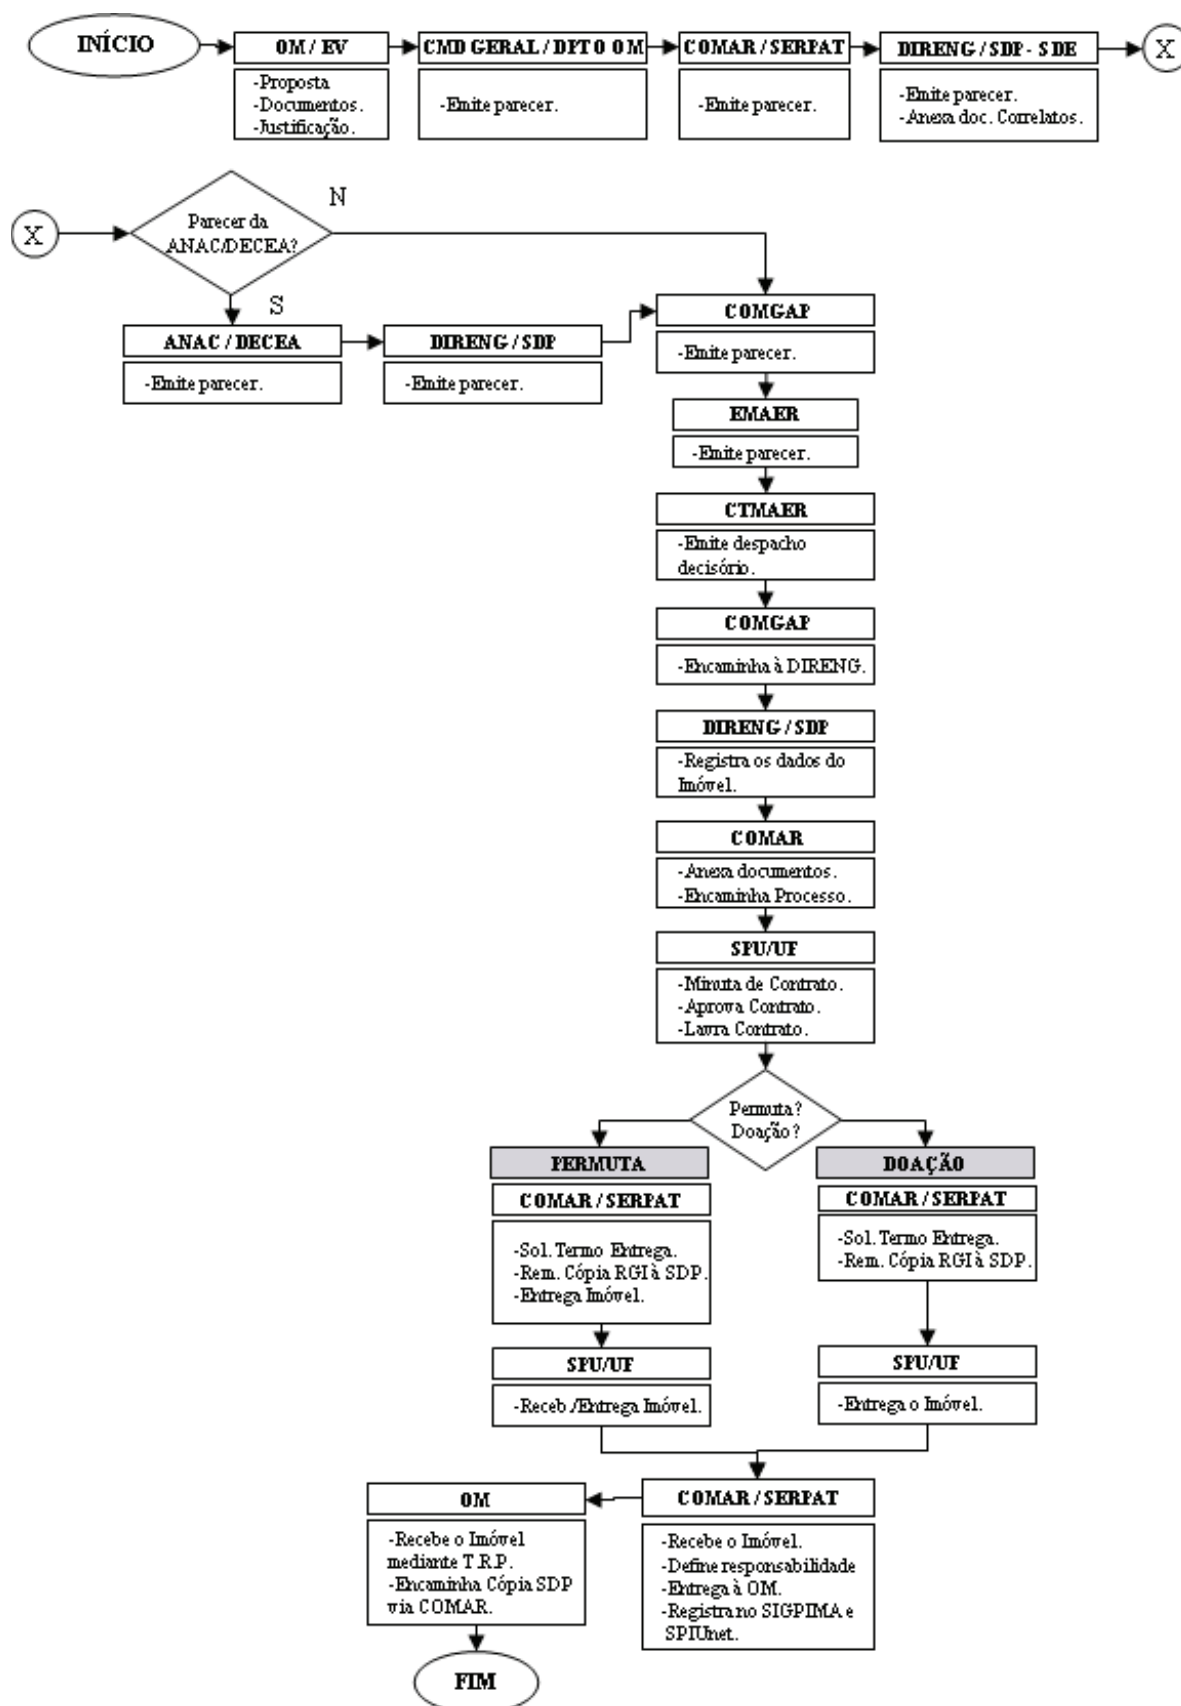 INÍCIO
OM / EV
-Proposta
-Documentos.
-Justificação.
CMD GERAL / DPTO OM
-Emite parecer.
COMAR / SERPAT
-Emite parecer.
DIRENG / SDP - SDE
-Emite parecer.
-Anexa doc. Correlatos.
X
X
Parecer da
ANAC/DECEA?
N
S
ANAC / DECEA
-Emite parecer.
DIRENG / SDP
-Emite parecer.
COMGAP
-Emite parecer.
EMAER
-Emite parecer.
CTMAER
-Emite despacho
decisório.
COMGAP
-Encaminha à DIRENG.
DIRENG / SDP
-Registra os dados do
Imóvel.
COMAR
-Anexa documentos.
-Encaminha Processo.
SPU/UF
-Minuta de Contrato.
-Aprova Contrato.
-Lavra Contrato.
Permuta?
Doação?
PERMUTA
COMAR / SERPAT
-Sol. Termo Entrega.
-Rem. Cópia RGI à SDP.
-Entrega Imóvel.
SPU/UF
-Receb./Entrega Imóvel.
DOAÇÃO
COMAR / SERPAT
-Sol. Termo Entrega.
-Rem. Cópia RGI à SDP.
SPU/UF
-Entrega o Imóvel.
COMAR / SERPAT
-Recebe o Imóvel.
-Define responsabilidade
-Entrega à OM.
-Registra no SIGPIMA e
SPIUnet.
OM
-Recebe o Imóvel
mediante T.R.P.
-Encaminha Cópia SDP
via COMAR.
FIM